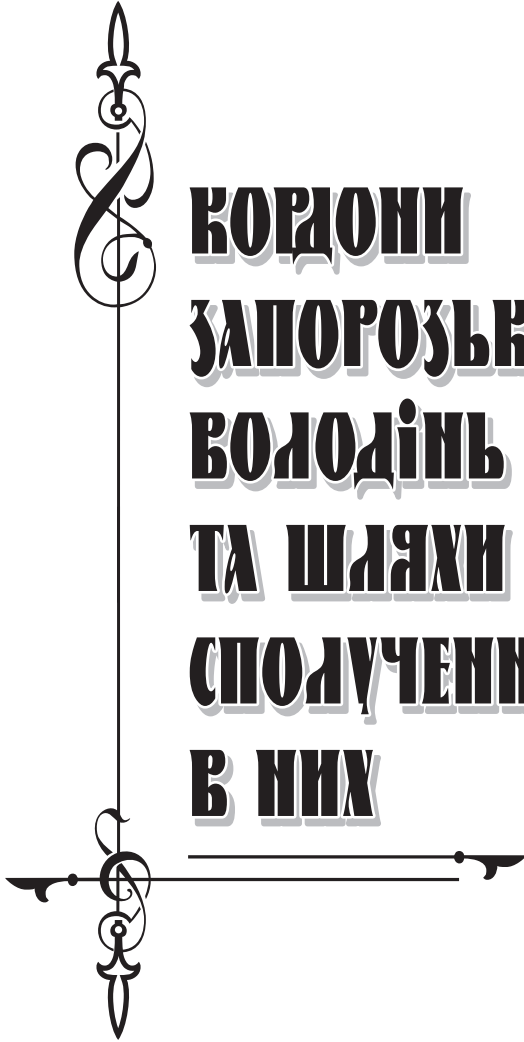 КОРДОНИ
ЗАПОРОЗЬК
ВОЛОДІНЬ
ТА ШЛЯХИ
СПОЛУЧЕНН
В НИХ